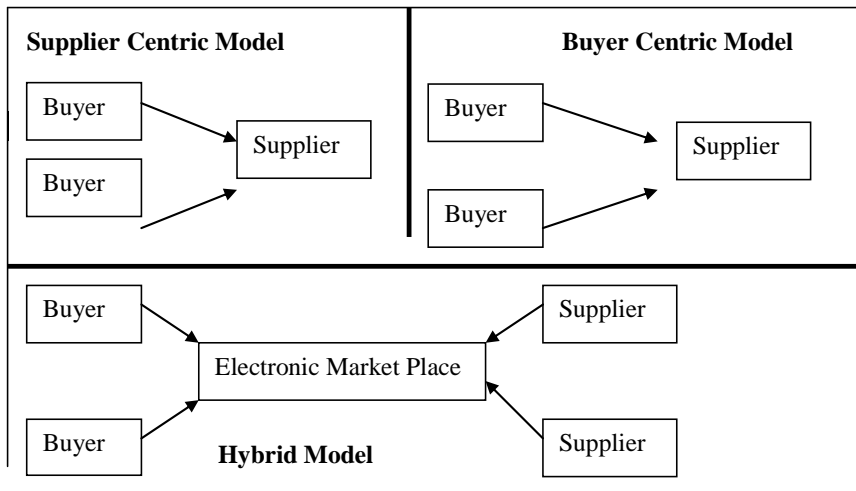 Supplier Centric Model
Buyer
Buyer
Supplier
Buyer Centric Model
Buyer
Buyer
Supplier
Buyer
Supplier
Electronic Market Place
Buyer
Supplier
Hybrid Model